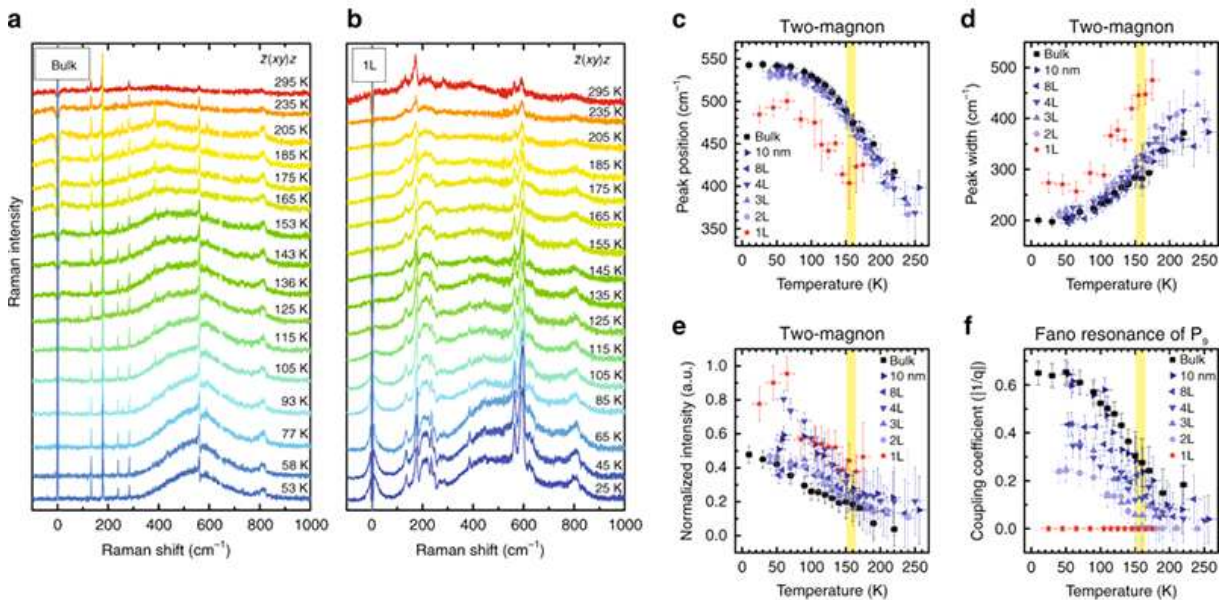 a
Bulk
z(xy)z
295 K
235 K
205 K
185 K
175 K
165 K
153 K
143 K
136 K
125 K
115 K
105 K
93 K
77 K
58 K
53 K
Raman intensity
0 200 400 600 800 1000
Raman shift (cm⁻¹)
b
1L
z(xy)z
295 K
235 K
205 K
185 K
175 K
165 K
155 K
145 K
135 K
125 K
115 K
105 K
85 K
65 K
45 K
25 K
0 200 400 600 800 1000
Raman shift (cm⁻¹)
c
Two-magnon
Peak position (cm⁻¹)
550
500
450
400
350
Bulk
10 nm
8L
4L
3L
2L
1L
0 50 100 150 200 250
Temperature (K)
d
Two-magnon
Peak width (cm⁻¹)
500
400
300
200
Bulk
10 nm
8L
4L
3L
2L
1L
0 50 100 150 200 250
Temperature (K)
e
Two-magnon
Normalized intensity (a.u.)
1.0
0.8
0.6
0.4
0.2
0.0
Bulk
10 nm
8L
4L
3L
2L
1L
0 50 100 150 200 250
Temperature (K)
f
Fano resonance of P₉
Coupling coefficient (|1/q|)
0.6
0.4
0.2
0.0
Bulk
10 nm
8L
4L
3L
2L
1L
0 50 100 150 200 250
Temperature (K)